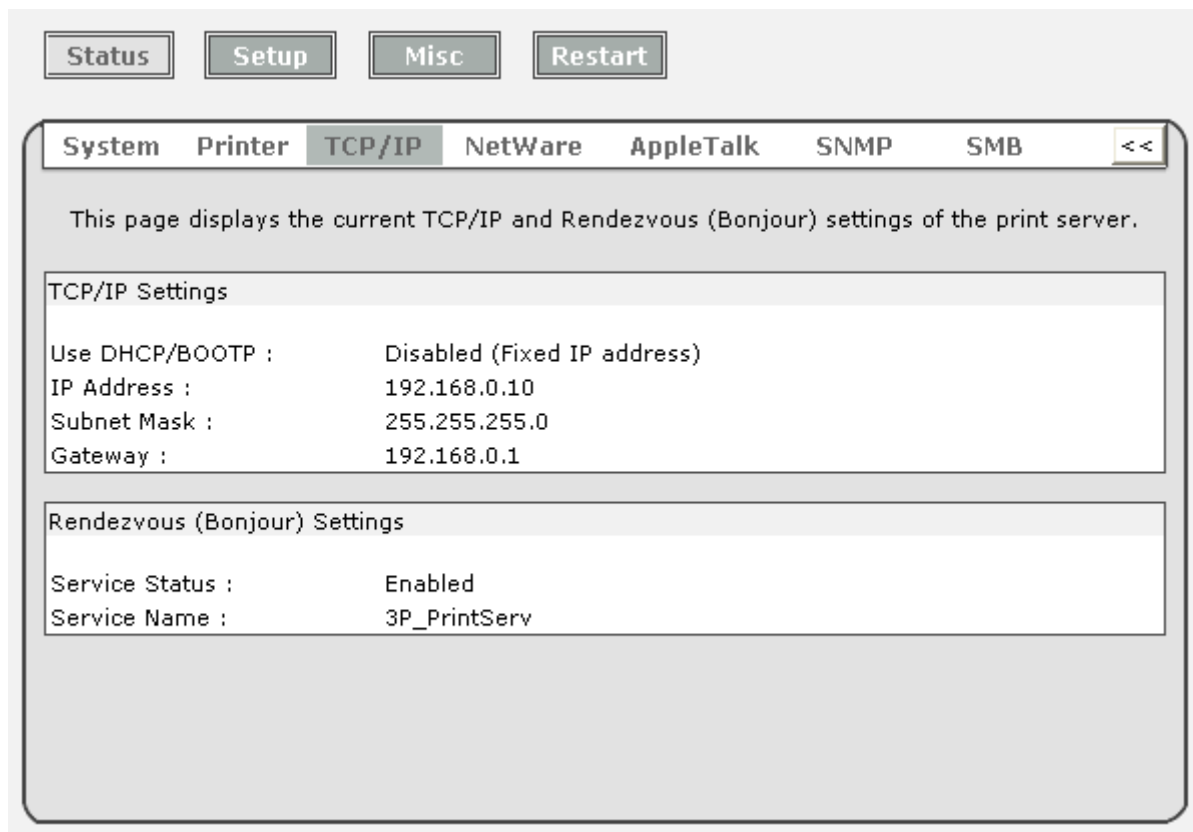 Status Setup Misc Restart
System Printer TCP/IP NetWare AppleTalk SNMP SMB <<
This page displays the current TCP/IP and Rendezvous (Bonjour) settings of the print server.
TCP/IP Settings
Use DHCP/BOOTP : Disabled (Fixed IP address)
IP Address : 192.168.0.10
Subnet Mask : 255.255.255.0
Gateway : 192.168.0.1
Rendezvous (Bonjour) Settings
Service Status : Enabled
Service Name : 3P_PrintServ